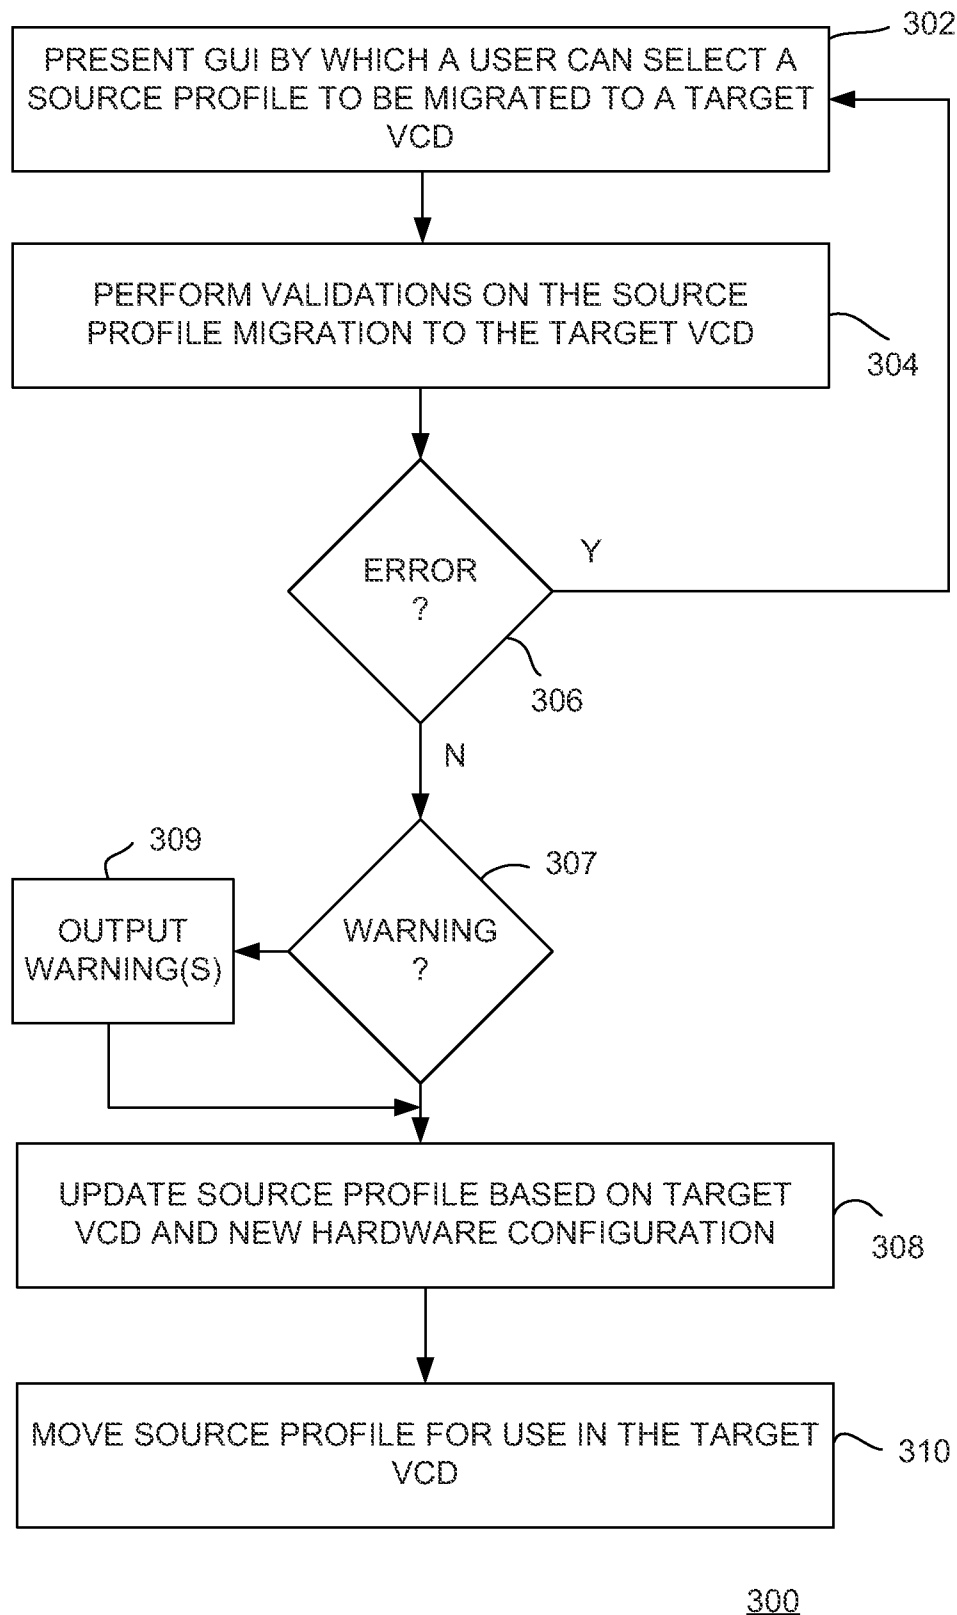 302
PRESENT GUI BY WHICH A USER CAN SELECT A
SOURCE PROFILE TO BE MIGRATED TO A TARGET
VCD
PERFORM VALIDATIONS ON THE SOURCE
PROFILE MIGRATION TO THE TARGET VCD
304
ERROR
?
Y
306
N
309
307
OUTPUT
WARNING(S)
WARNING
?
UPDATE SOURCE PROFILE BASED ON TARGET
VCD AND NEW HARDWARE CONFIGURATION
308
MOVE SOURCE PROFILE FOR USE IN THE TARGET
VCD
310
300